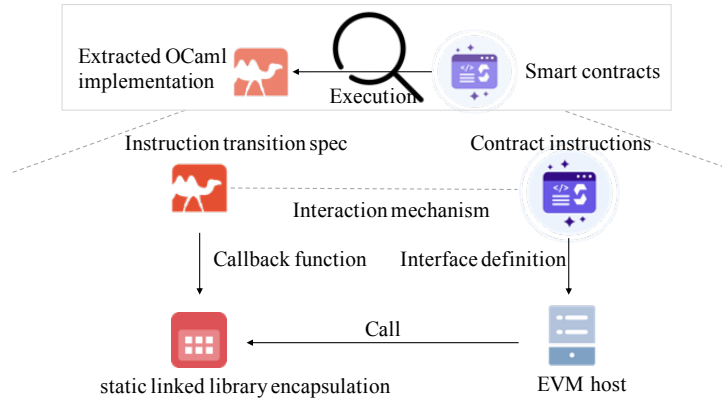 Extracted OCaml
implementation
Execution
Smart contracts
Instruction transition spec
Contract instructions
Interaction mechanism
Callback function
Interface definition
Call
static linked library encapsulation
EVM host